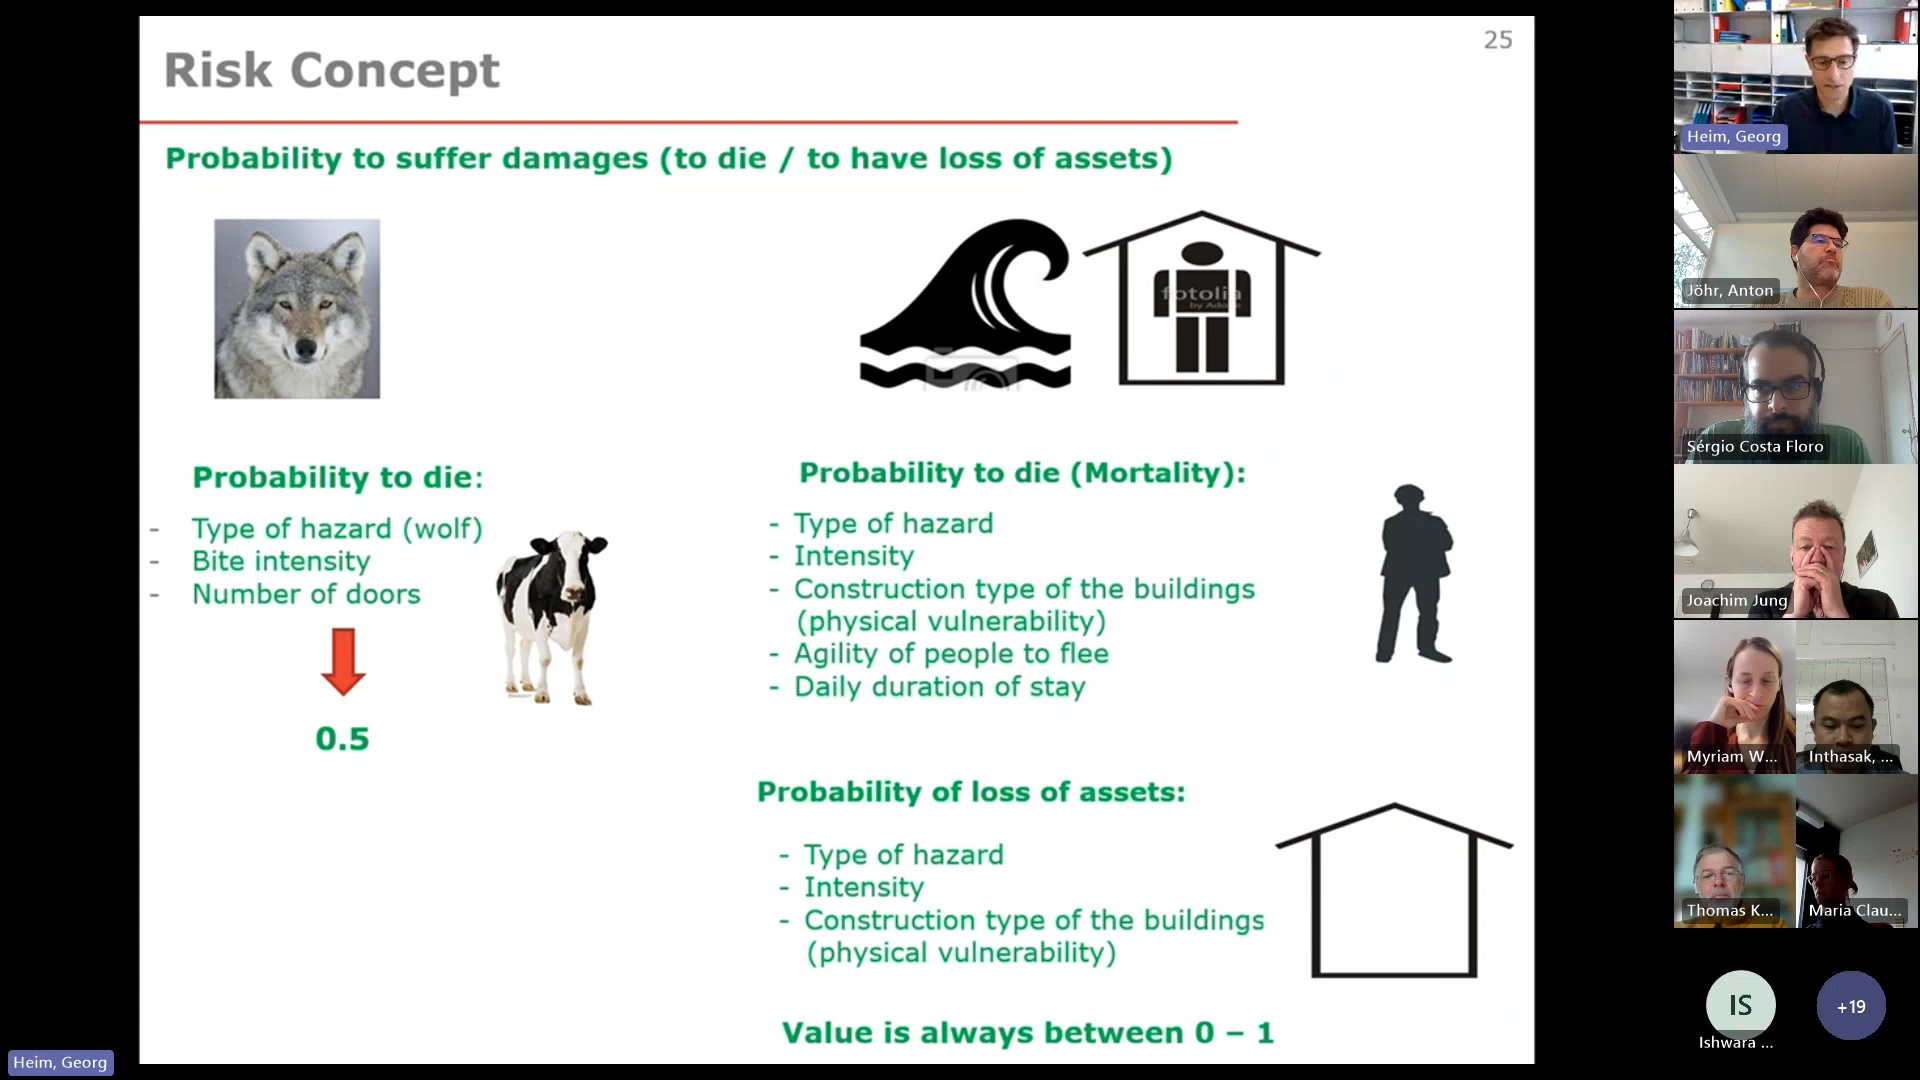 Risk Concept
25
Probability to suffer damages (to die / to have loss of assets)
fotolia
by Ado
Probability to die:
- Type of hazard (wolf)
- Bite intensity
- Number of doors
0.5
Probability to die (Mortality):
- Type of hazard
- Intensity
- Construction type of the buildings
(physical vulnerability)
- Agility of people to flee
- Daily duration of stay
Probability of loss of assets:
- Type of hazard
- Intensity
- Construction type of the buildings
(physical vulnerability)
Value is always between 0 – 1
Heim, Georg
Heim, Georg
Jöhr, Anton
Sérgio Costa Floro
Joachim Jung
Myriam W...
Inthasak, ...
Thomas K...
Maria Clau...
IS
+19
Ishwara ...